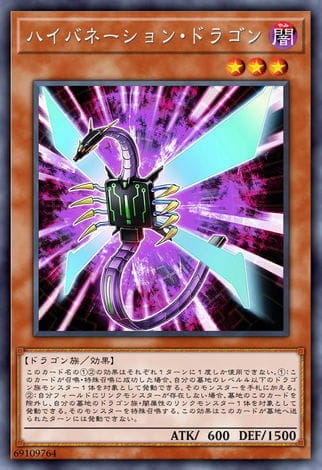 ハイバネーション・ドラゴン
闇
やみ
【ドラゴン族/効果】
このカード名の①②の効果はそれぞれ1ターンに1度しか使用できない。①:こ
のカードが召喚・特殊召喚に成功した場合、自分の墓地のレベル4以下のドラゴ
ン族モンスター1体を対象として発動できる。そのモンスターを手札に加える。
②:自分フィールドにリンクモンスターが存在しない場合、墓地のこのカードを
除外し、自分の墓地のドラゴン族・闇属性のリンクモンスター1体を対象として
発動できる。そのモンスターを特殊召喚する。この効果はこのカードが墓地へ送
られたターンには発動できない。
ATK/ 600 DEF/1500
69109764